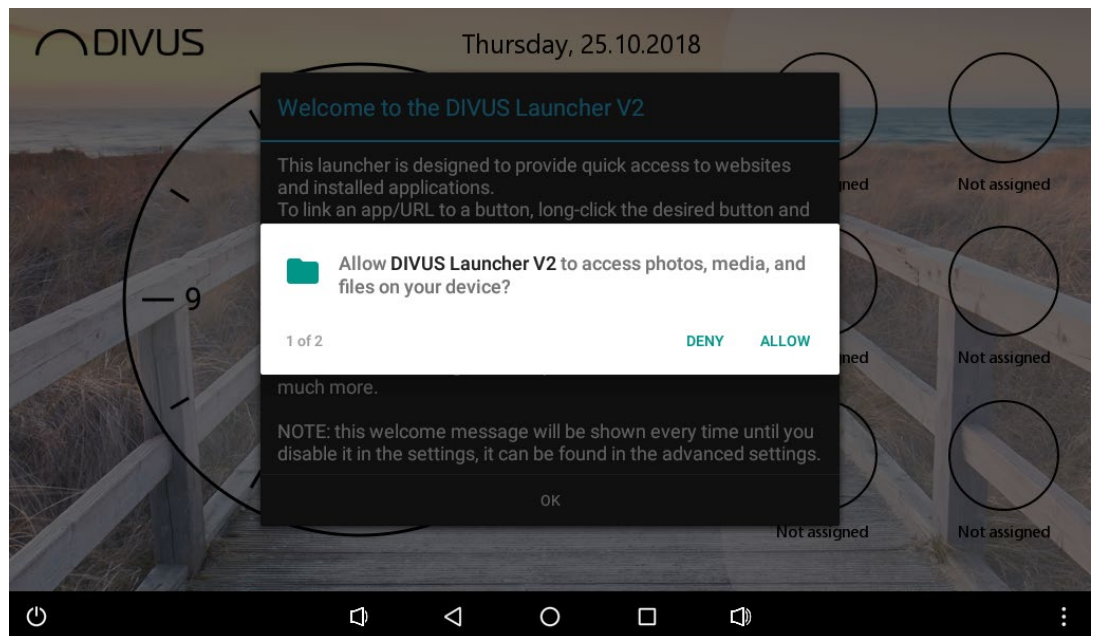 DIVUS
Thursday, 25.10.2018
Welcome to the DIVUS Launcher V2
This launcher is designed to provide quick access to websites
and installed applications.
To link an app/URL to a button, long-click the desired button and
Allow DIVUS Launcher V2 to access photos, media, and
files on your device?
1 of 2
DENY
ALLOW
much more.
NOTE: this welcome message will be shown every time until you
disable it in the settings, it can be found in the advanced settings.
OK
9
Not assigned
Not assigned
Not assigned
Not assigned